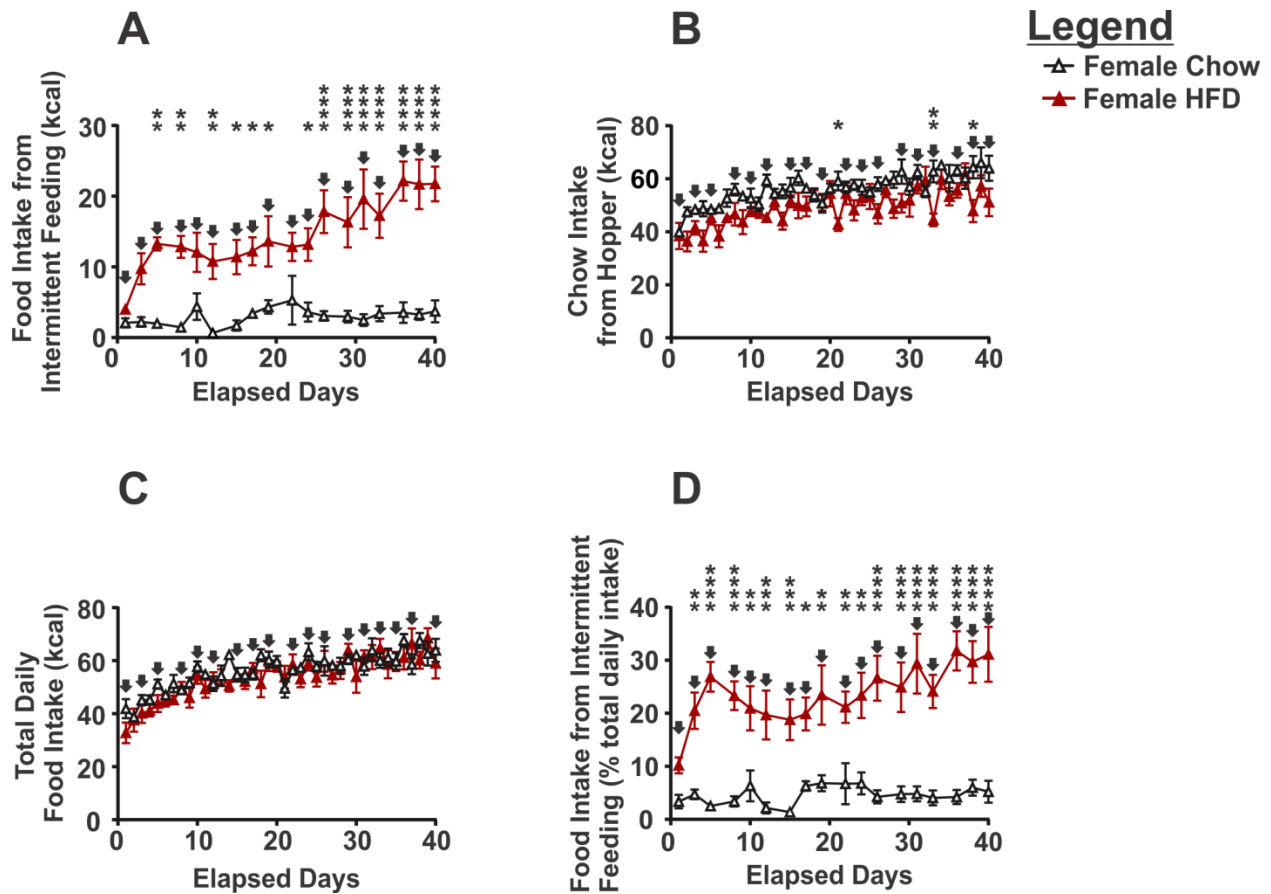 Legend
Female Chow
Female HFD
A
Food Intake from
Intermittent Feeding (kcal)
30
20
10
0
0 10 20 30 40
Elapsed Days
B
Chow Intake
from Hopper (kcal)
80
60
40
20
0
0 10 20 30 40
Elapsed Days
* ** *
C
Total Daily
Food Intake (kcal)
80
60
40
20
0
0 10 20 30 40
Elapsed Days
D
Food Intake from Intermittent
Feeding (% total daily intake)
40
30
20
10
0
0 10 20 30 40
Elapsed Days